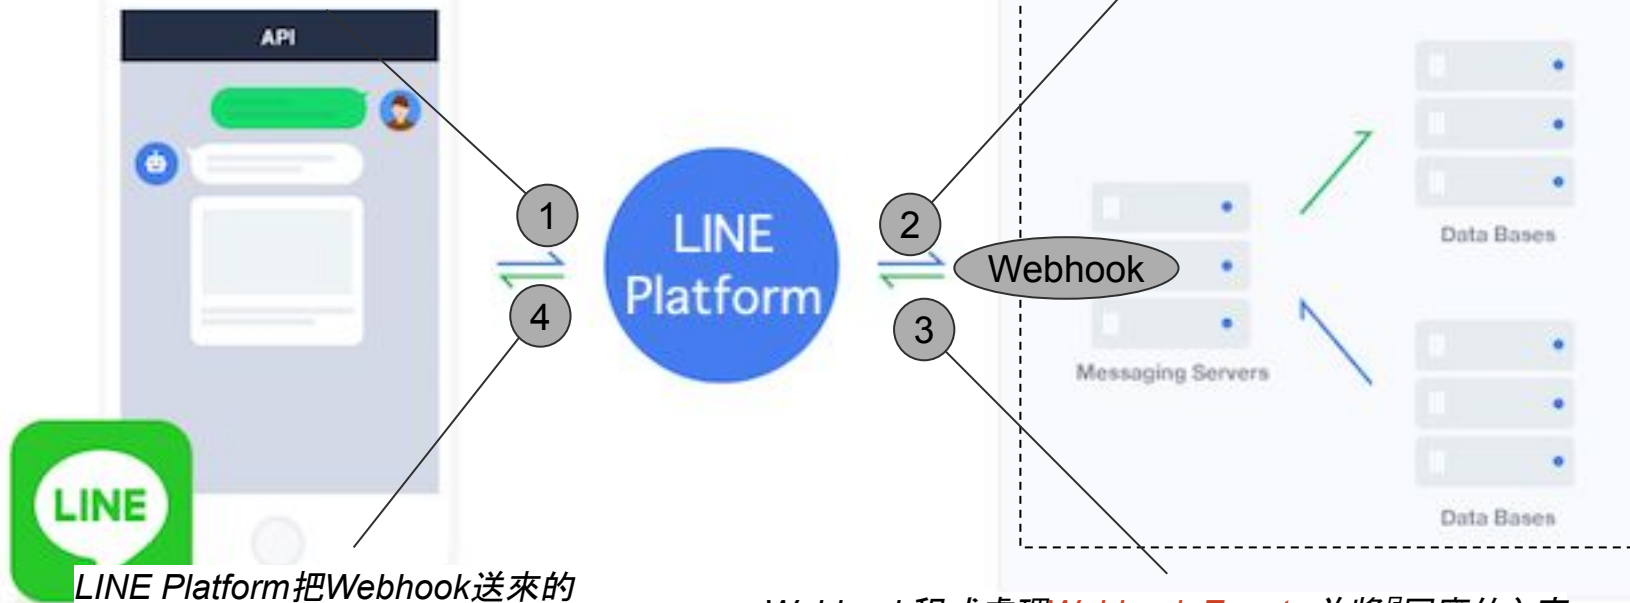 API
1
2
LINE
Platform
Webhook
4
3
Data Bases
Messaging Servers
LINE
Data Bases
LINE Platform把Webhook送來的